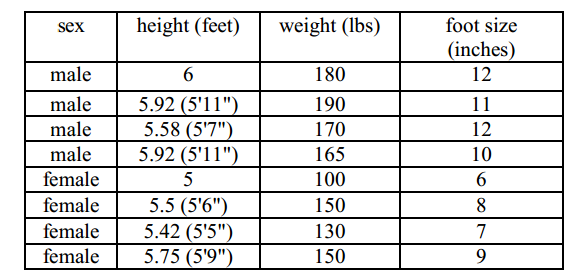 sex height (feet) weight (lbs) foot size
(inches)
male 6 180 12
male 5.92 (5'11") 190 11
male 5.58 (5'7") 170 12
male 5.92 (5'11") 165 10
female 5 100 6
female 5.5 (5'6") 150 8
female 5.42 (5'5") 130 7
female 5.75 (5'9") 150 9